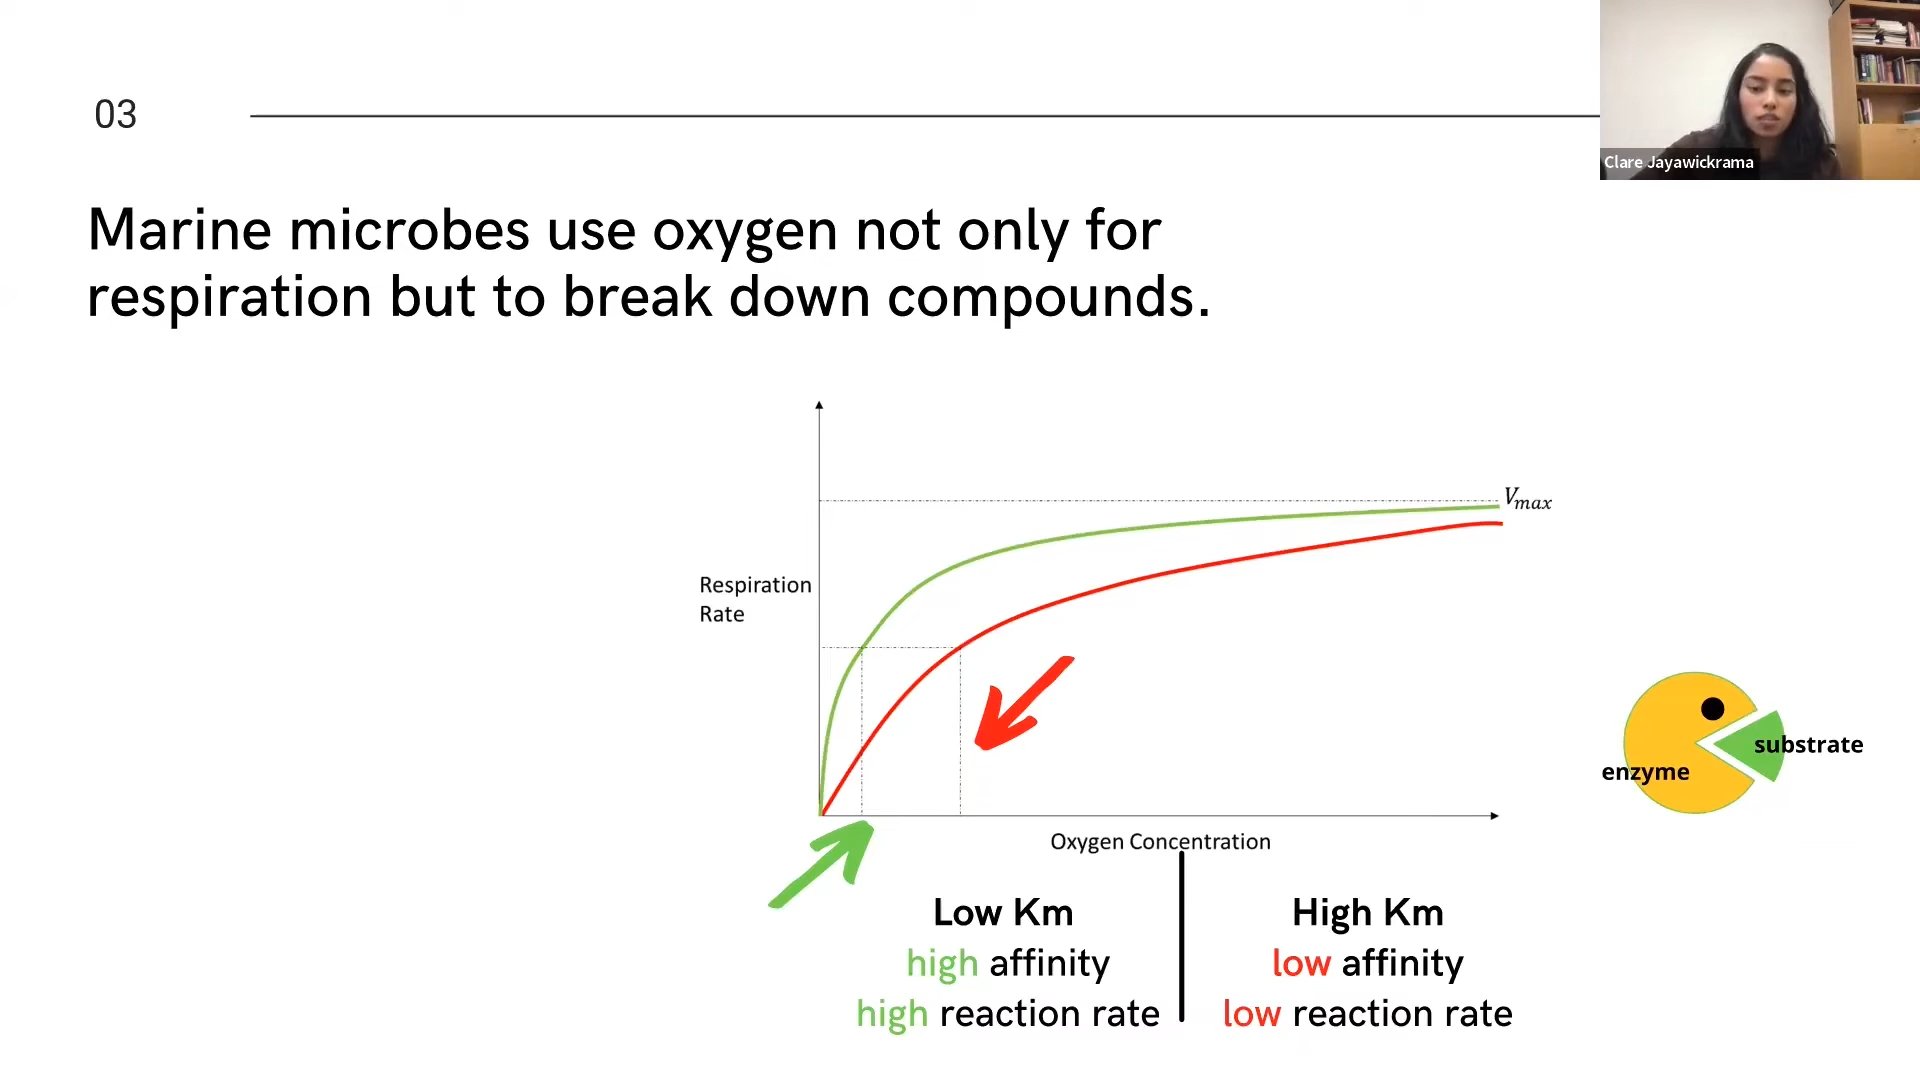 03
Clare Jayawickrama
Marine microbes use oxygen not only for
respiration but to break down compounds.
Vmax
Respiration
Rate
substrate
enzyme
Oxygen Concentration
Low Km
high affinity
high reaction rate
High Km
low affinity
low reaction rate